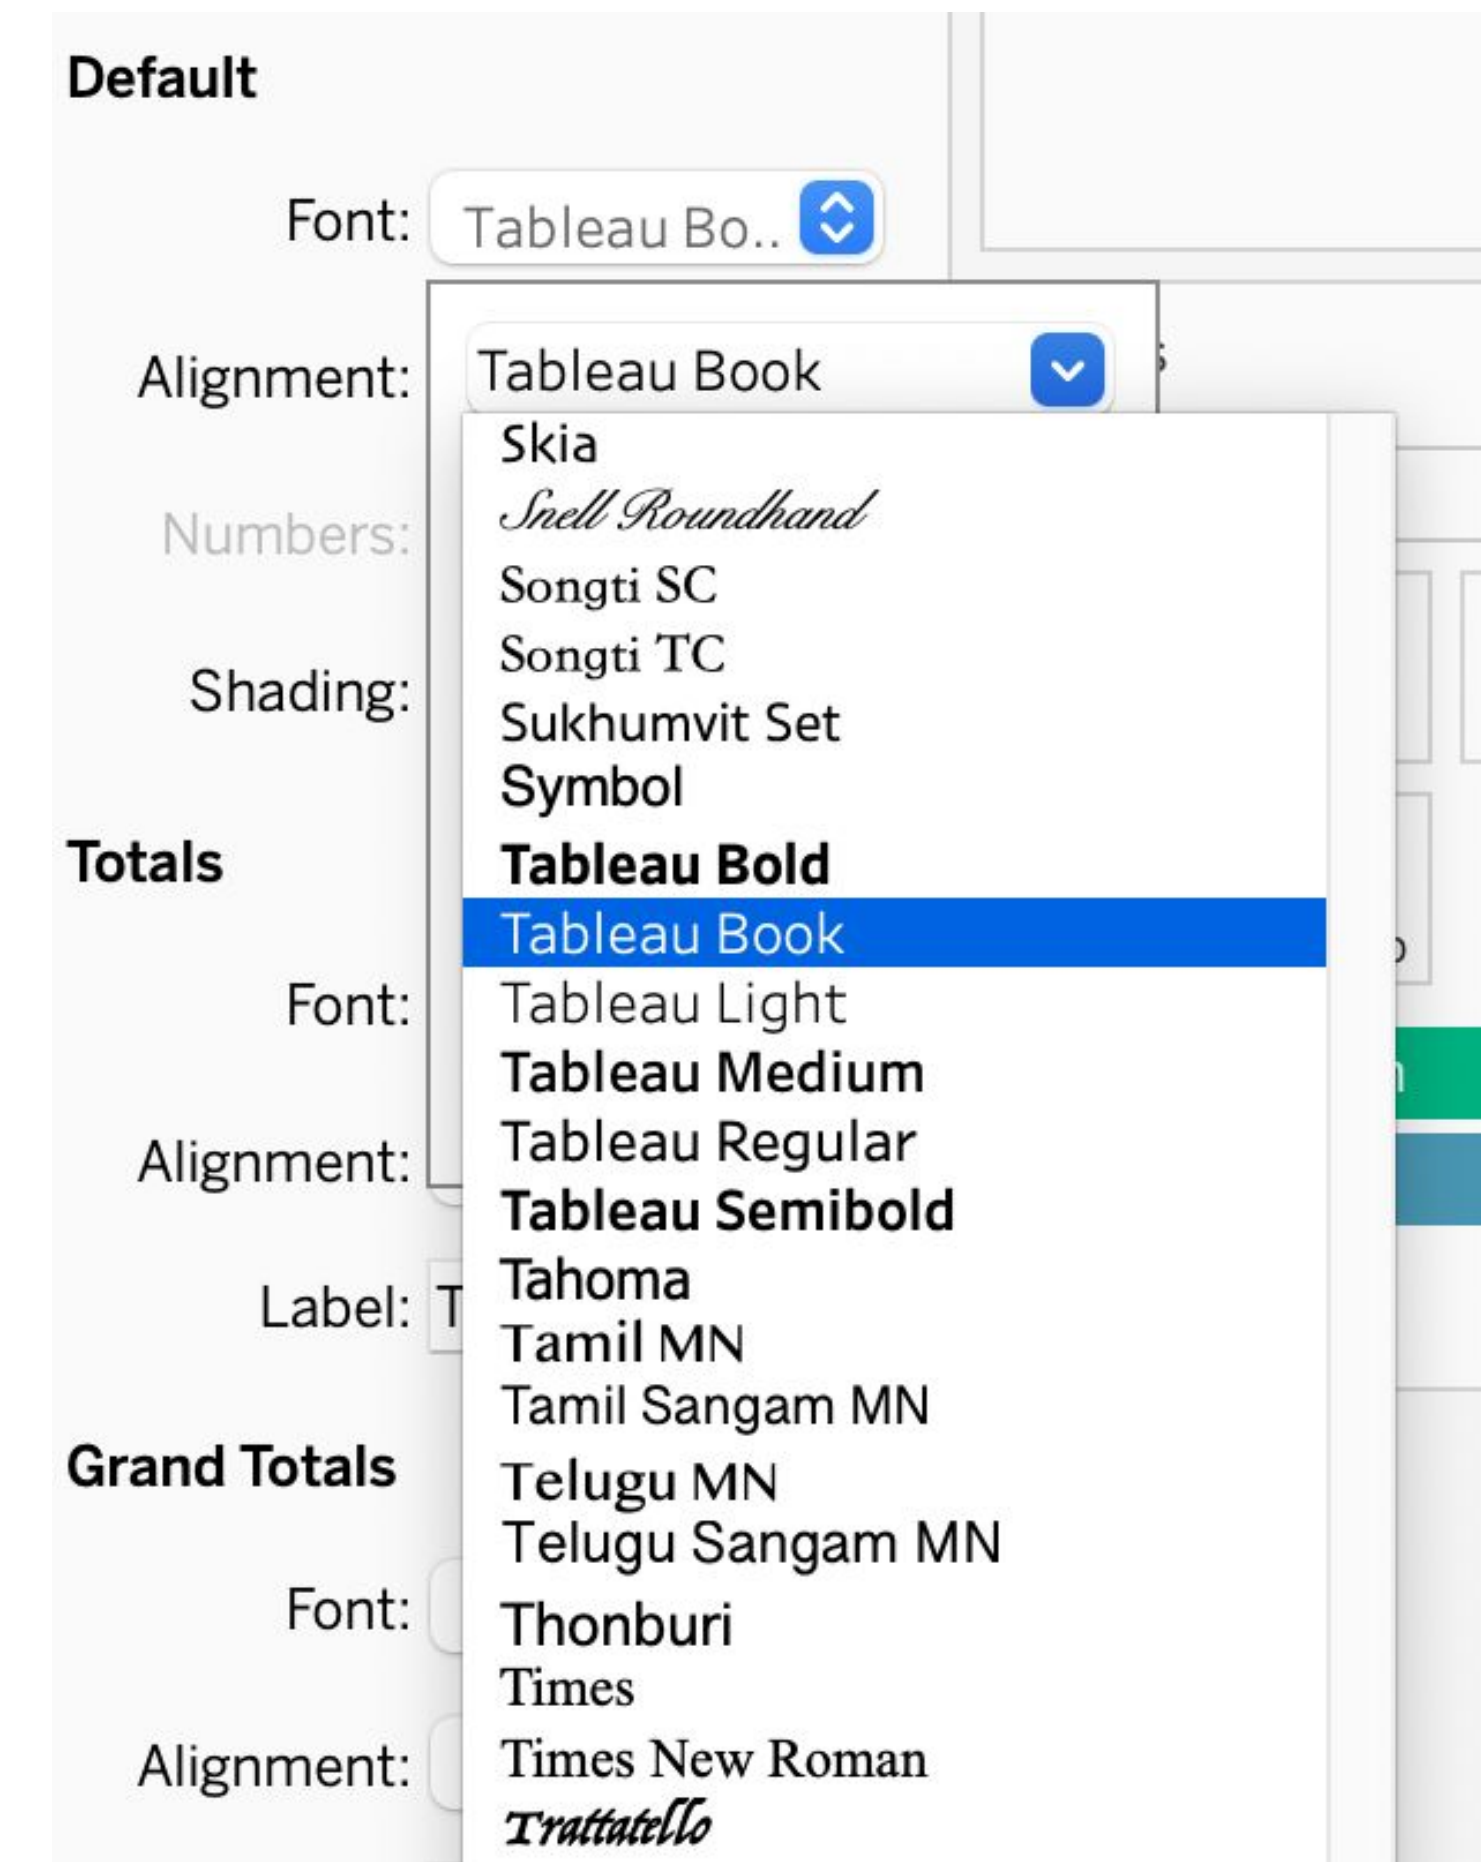 Default
Font: Tableau Bo..
Alignment: Tableau Book
Skia
Snell Roundhand
Numbers:
Songti SC
Songti TC
Shading:
Sukhumvit Set
Symbol
Totals
Tableau Bold
Tableau Book
Font:
Tableau Light
Tableau Medium
Tableau Regular
Alignment:
Tableau Semibold
Tahoma
Label: T
Tamil MN
Tamil Sangam MN
Grand Totals
Telugu MN
Telugu Sangam MN
Font:
Thonburi
Times
Alignment:
Times New Roman
Trattatello